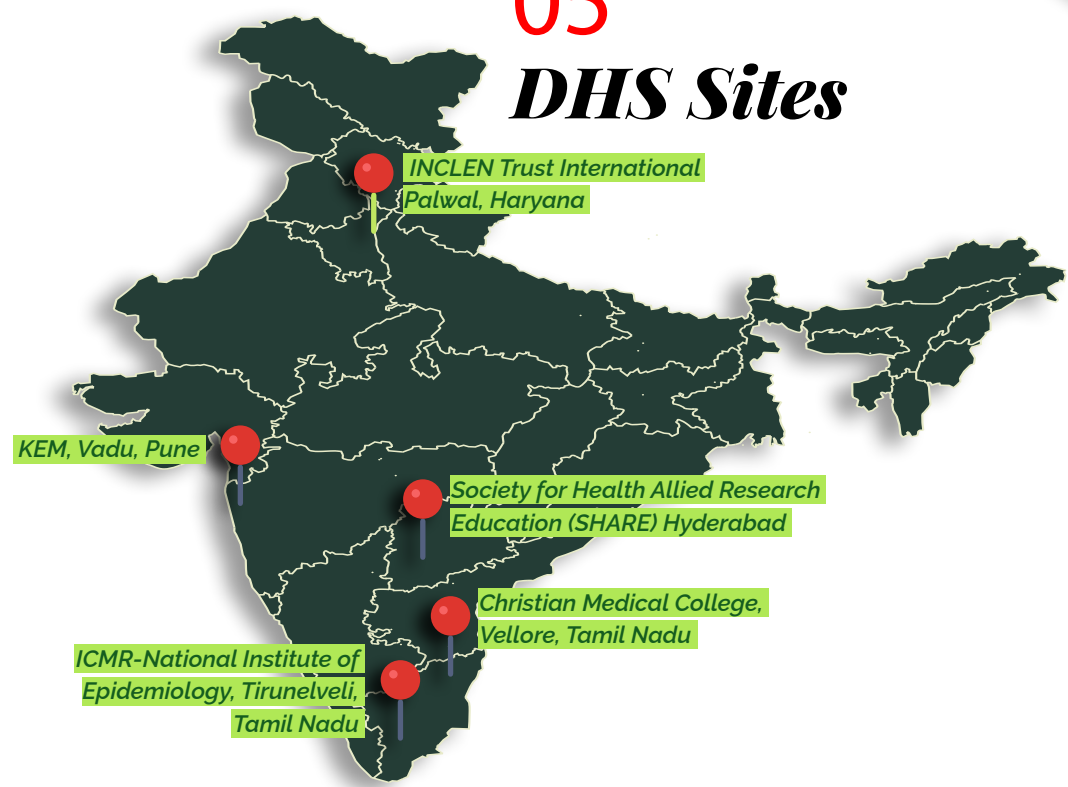 05
DHS Sites
INCLEN Trust International
Palwal, Haryana
KEM, Vadu, Pune
Society for Health Allied Research
Education (SHARE) Hyderabad
Christian Medical College,
Vellore, Tamil Nadu
ICMR-National Institute of
Epidemiology, Tirunelveli,
Tamil Nadu